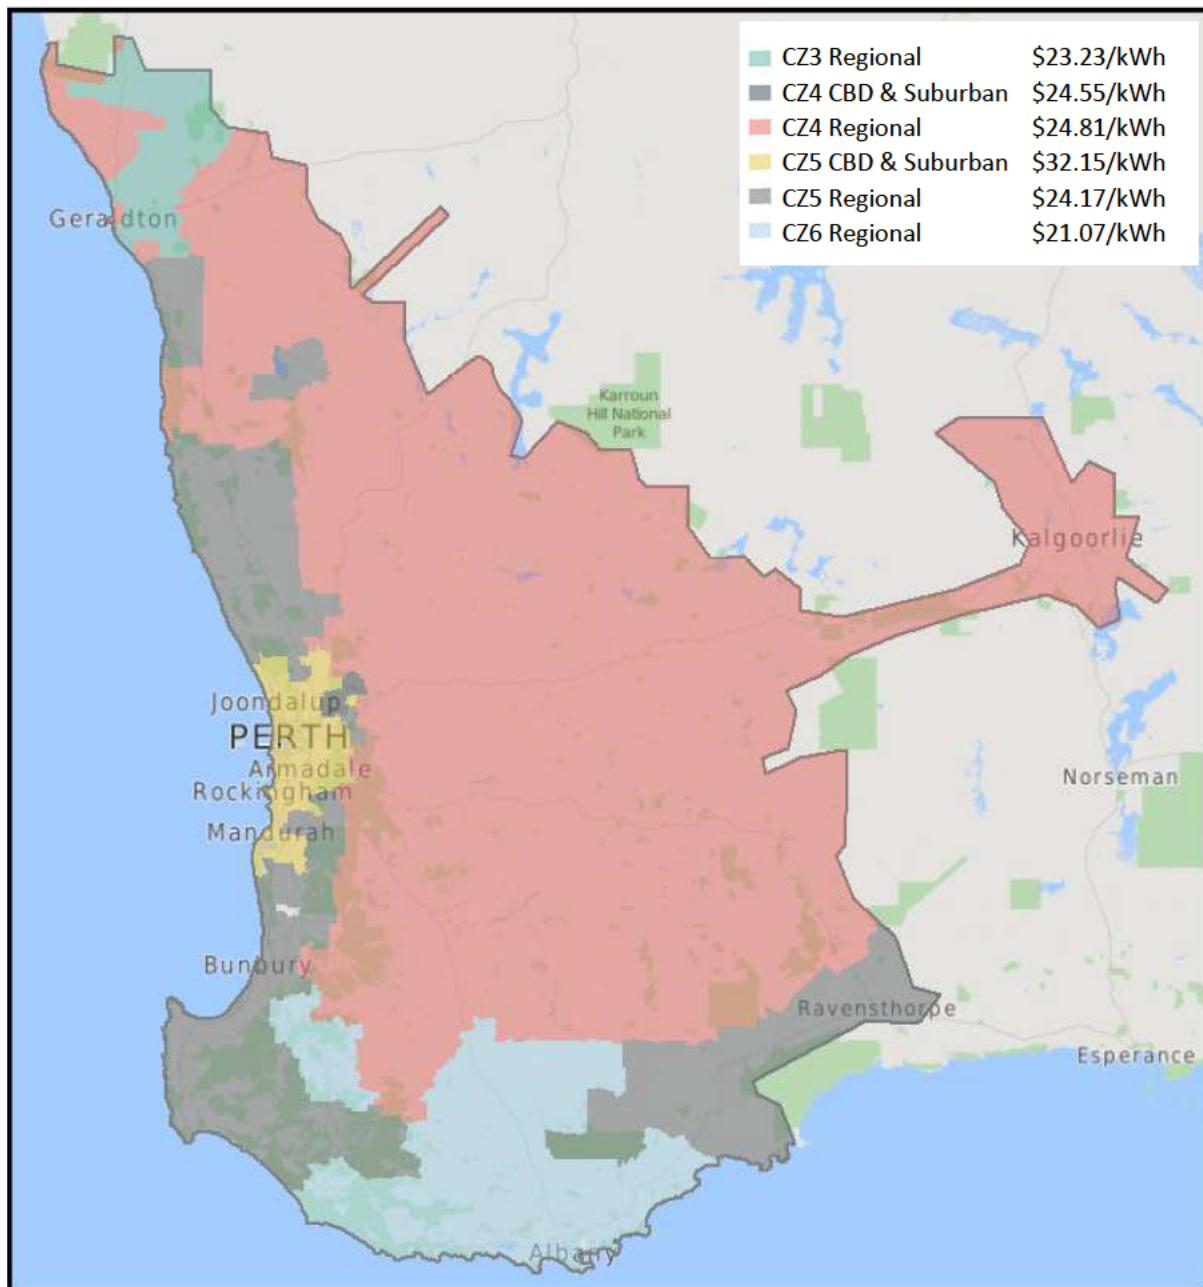 CZ3 Regional $23.23/kWh
CZ4 CBD & Suburban $24.55/kWh
CZ4 Regional $24.81/kWh
CZ5 CBD & Suburban $32.15/kWh
CZ5 Regional $24.17/kWh
CZ6 Regional $21.07/kWh
Geraldton
Karroun
Hill National
Park
Kalgoorlie
Joondalup
PERTH
Armadale
Rockingham
Norseman
Mandurah
Bunbury
Ravensthorpe
Esperance
Albany